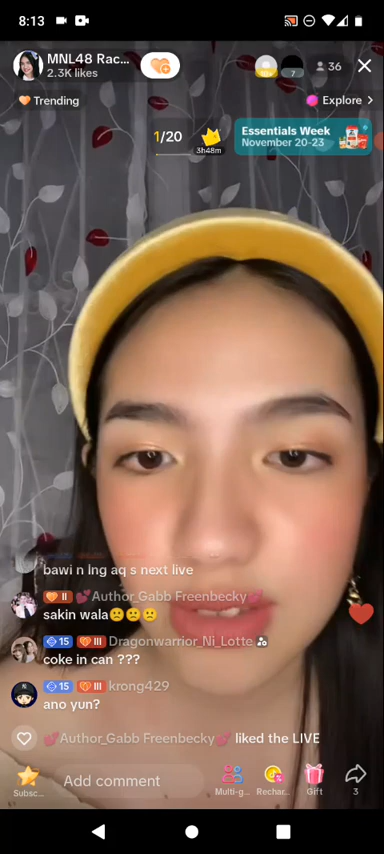 8:13
MNL48 Rac...
2.3K likes
7
36
Trending
Explore >
1/20
3h48m
Essentials Week
November 20-23
bawi n lng aq s next live
II 💕Author_Gabb Freenbecky💕
sakin wala🙁🙁🙁
15 III Dragonwarrior_Ni_Lotte
coke in can ???
15 III krong429
ano yun?
💕Author_Gabb Freenbecky💕 liked the LIVE
Add comment
Subsc...
Multi-g...
Rechar...
Gift
3